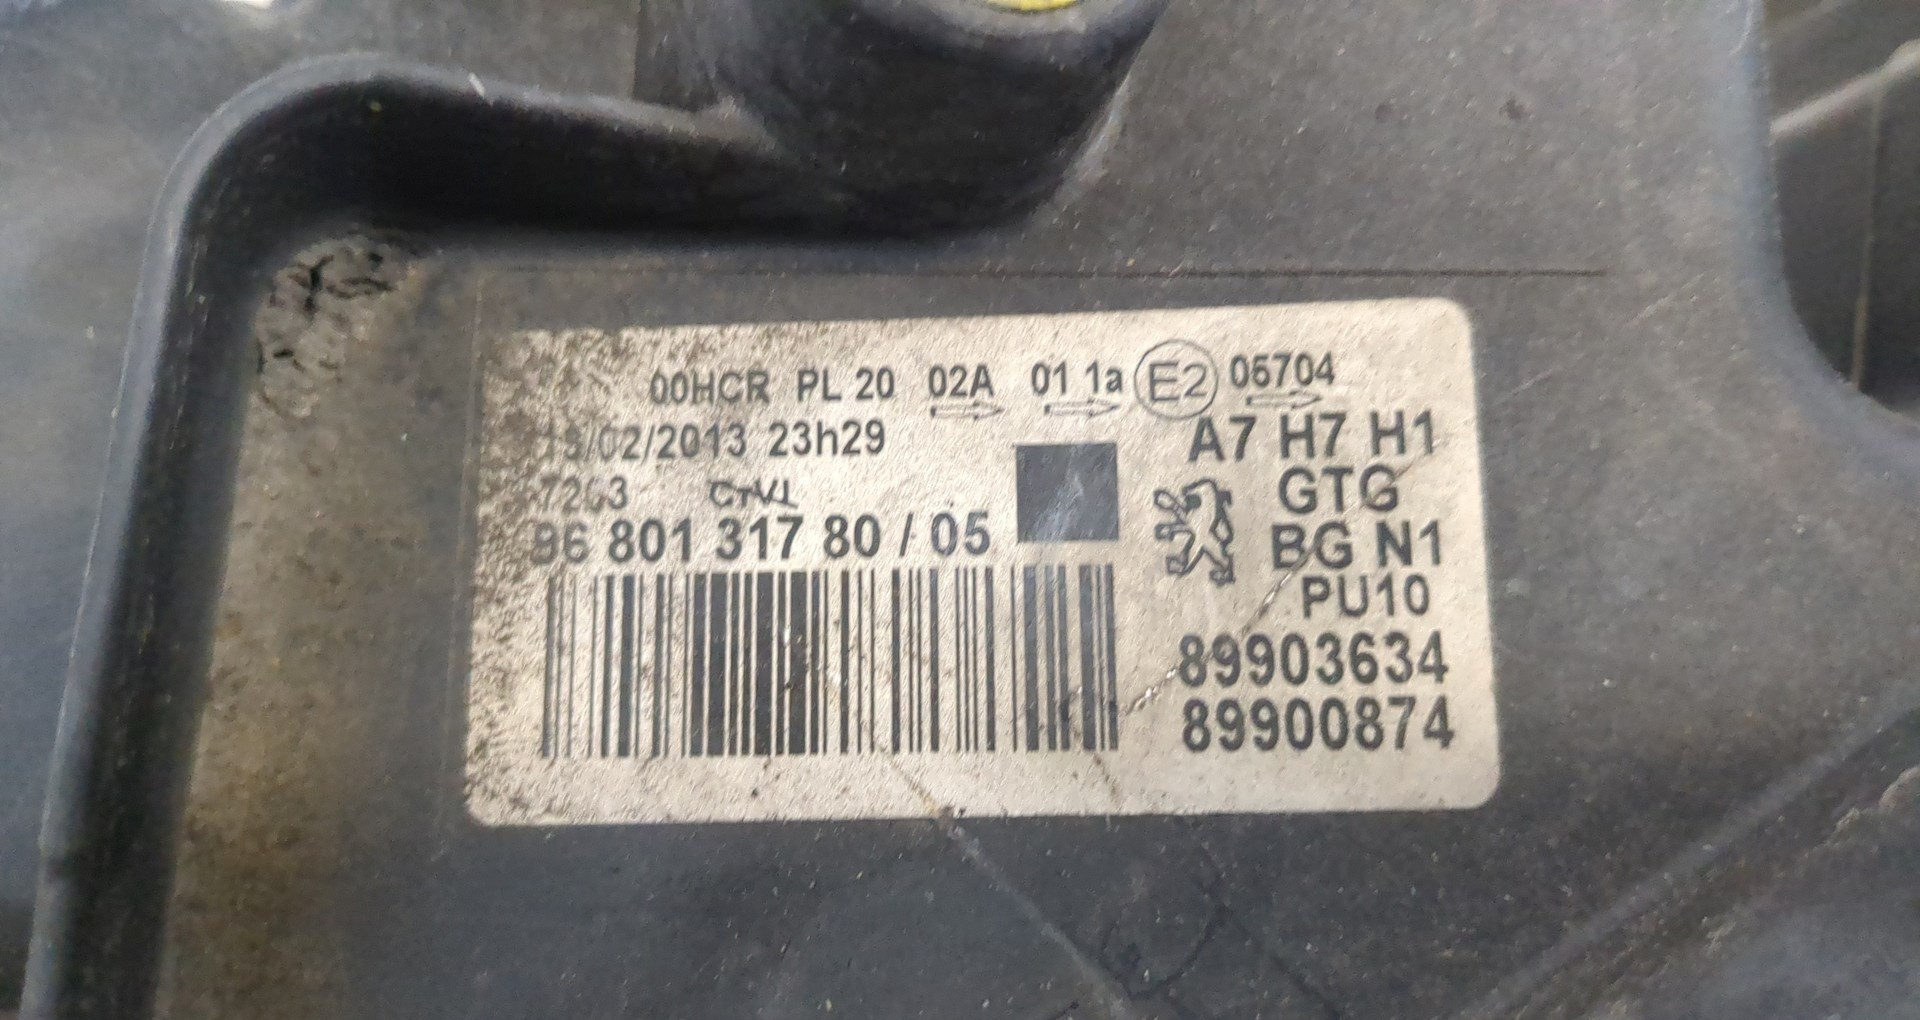 00HCR PL 20 02A 01 1a E2 05704
A7 H7 H1
/02/2013 23h29
GTG
96 801 317 80 / 05
BG N1
PU10
89903634
89900874